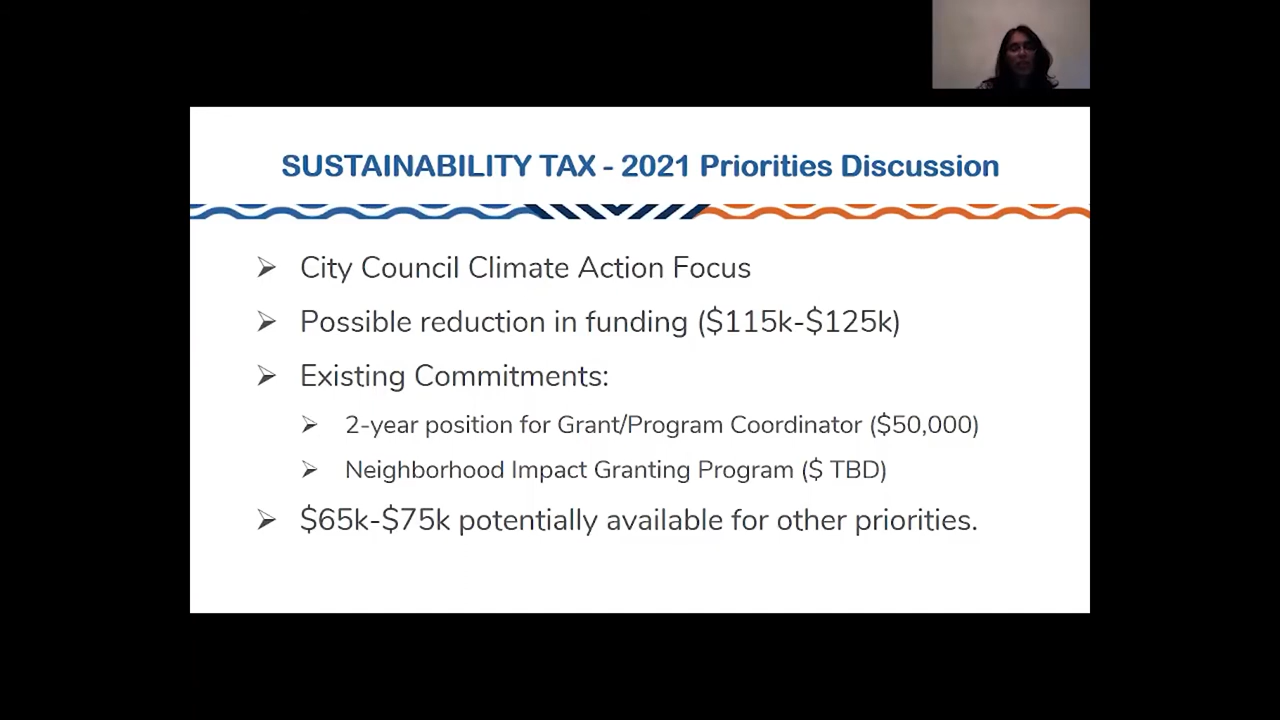 SUSTAINABILITY TAX - 2021 Priorities Discussion
City Council Climate Action Focus
Possible reduction in funding ($115k-$125k)
Existing Commitments:
2-year position for Grant/Program Coordinator ($50,000)
Neighborhood Impact Granting Program ($ TBD)
$65k-$75k potentially available for other priorities.